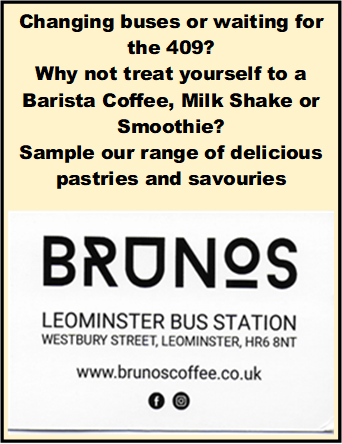 Changing buses or waiting for
the 409?
Why not treat yourself to a
Barista Coffee, Milk Shake or
Smoothie?
Sample our range of delicious
pastries and savouries
BRUNOS
LEOMINSTER BUS STATION
WESTBURY STREET, LEOMINSTER, HR6 8NT
www.brunoscoffee.co.uk